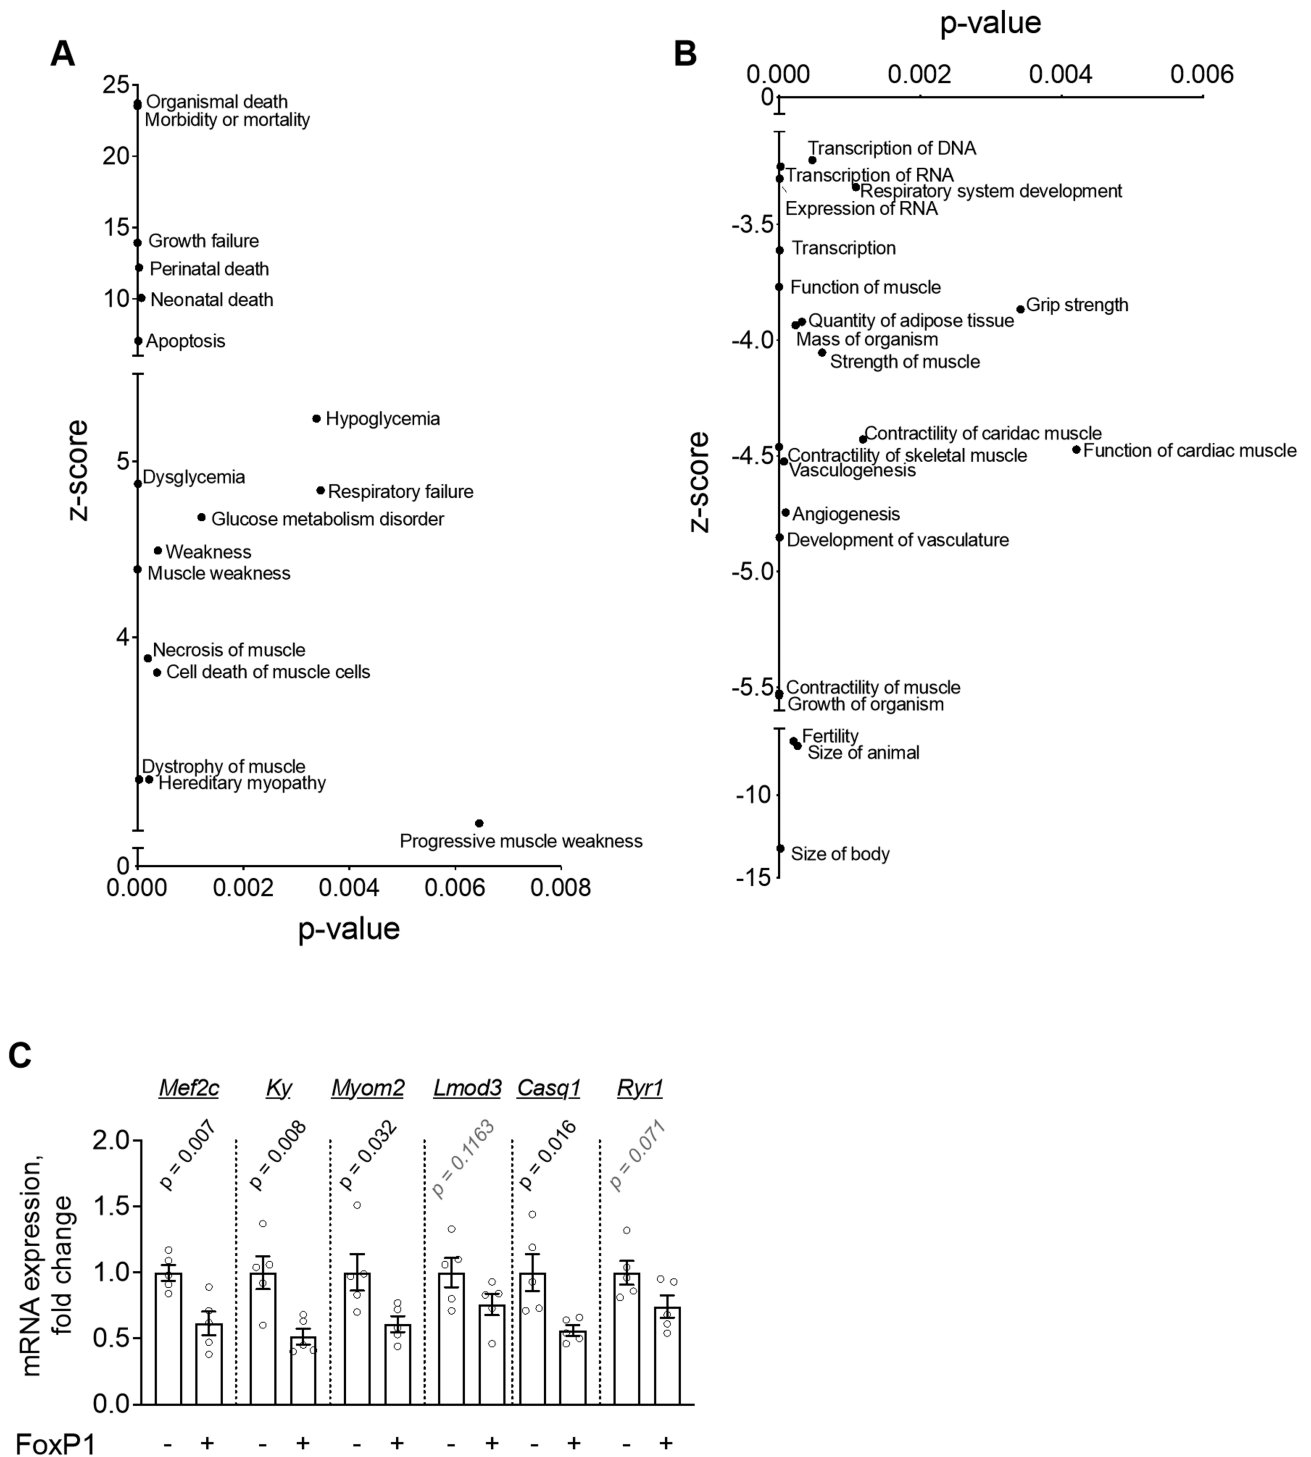 A
25
Organismal death
Morbidity or mortality
20
15
Growth failure
Perinatal death
10
Neonatal death
Apoptosis
Hypoglycemia
z-score
5
Dysglycemia
Respiratory failure
Glucose metabolism disorder
Weakness
Muscle weakness
4
Necrosis of muscle
Cell death of muscle cells
Dystrophy of muscle
Hereditary myopathy
Progressive muscle weakness
0
0.000 0.002 0.004 0.006 0.008
p-value
B
p-value
0.000 0.002 0.004 0.006
0
Transcription of DNA
Transcription of RNA
Respiratory system development
Expression of RNA
-3.5
Transcription
Function of muscle
Grip strength
Quantity of adipose tissue
Mass of organism
-4.0
Strength of muscle
Contractility of caridac muscle
Function of cardiac muscle
z-score
-4.5
Contractility of skeletal muscle
Vasculogenesis
Angiogenesis
Development of vasculature
-5.0
-5.5
Contractility of muscle
Growth of organism
Fertility
Size of animal
-10
Size of body
-15
C
Mef2c Ky Myom2 Lmod3 Casq1 Ryr1
p = 0.007 p = 0.008 p = 0.032 p = 0.1163 p = 0.016 p = 0.071
mRNA expression,
fold change
2.0
1.5
1.0
0.5
0.0
FoxP1 - + - + - + - + - + - +